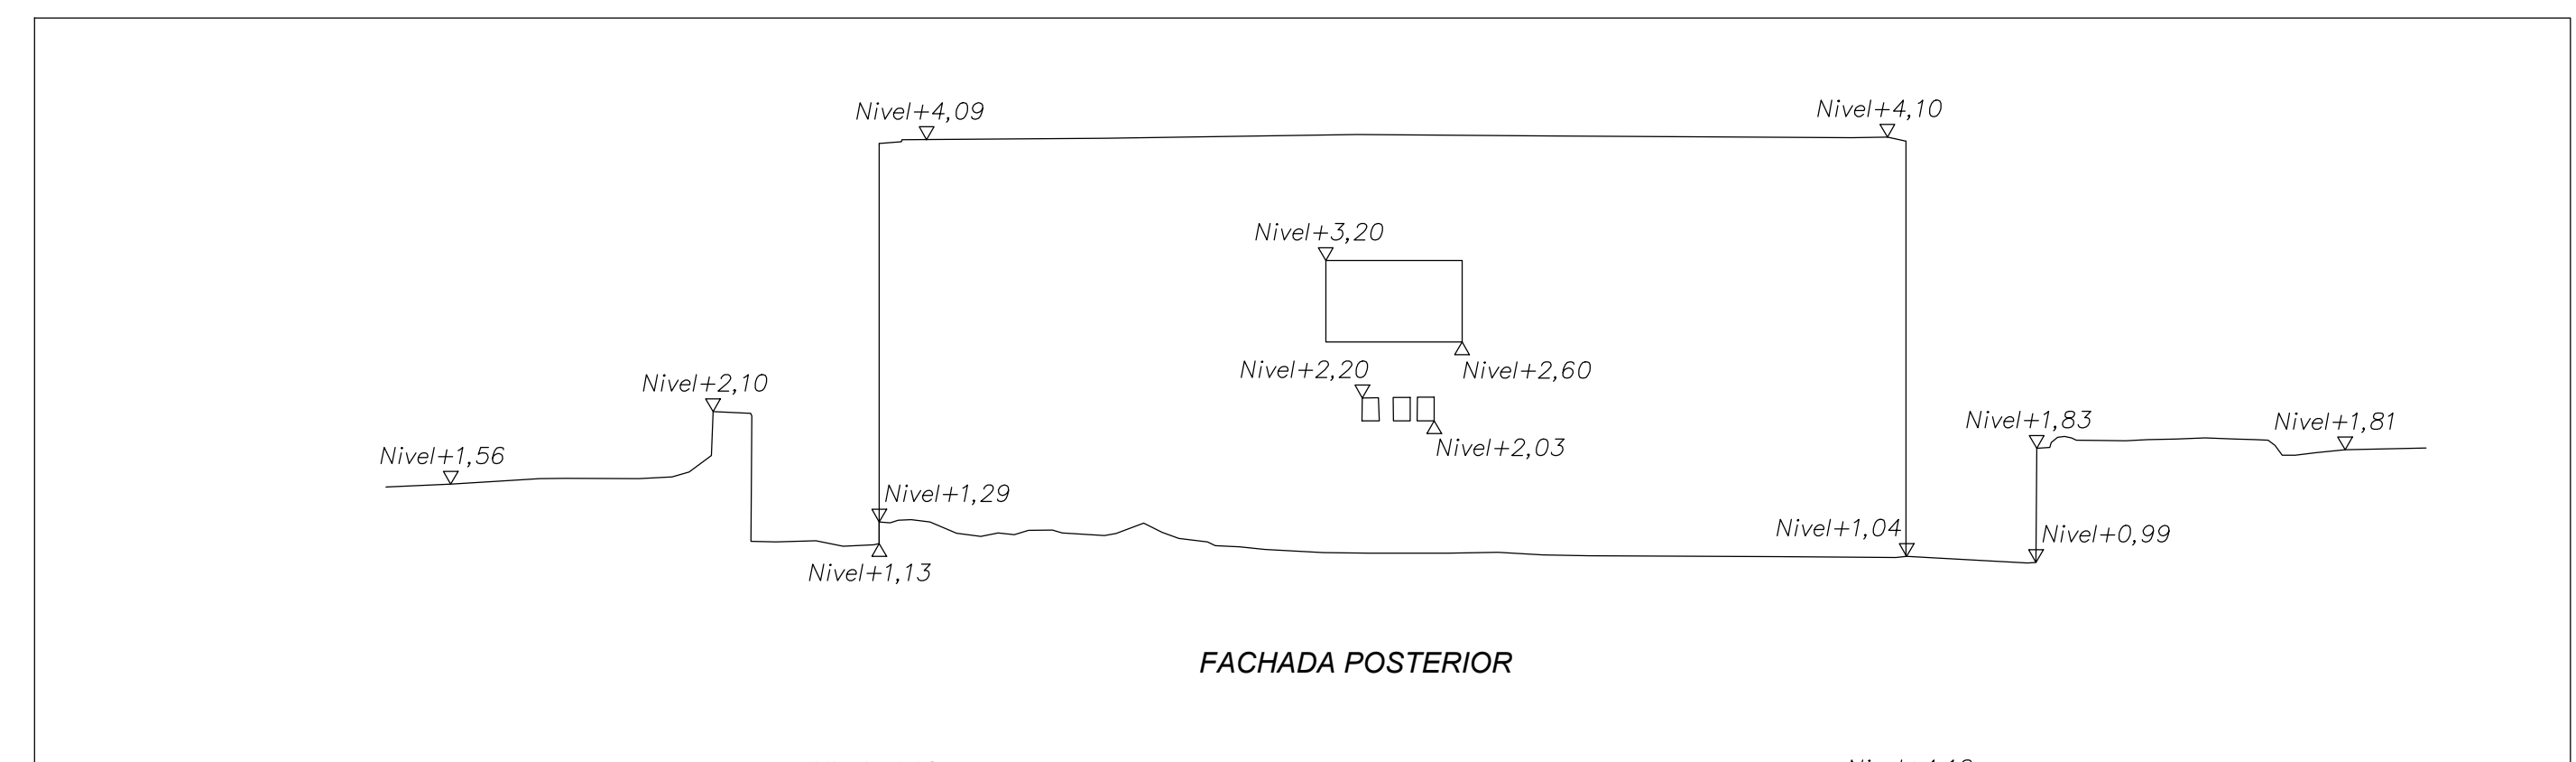 Nivel+4,09
Nivel+4,10
Nivel+3,20
Nivel+2,20
Nivel+2,60
Nivel+2,10
Nivel+2,03
Nivel+1,83
Nivel+1,81
Nivel+1,56
Nivel+1,29
Nivel+1,04
Nivel+0,99
Nivel+1,13
FACHADA POSTERIOR